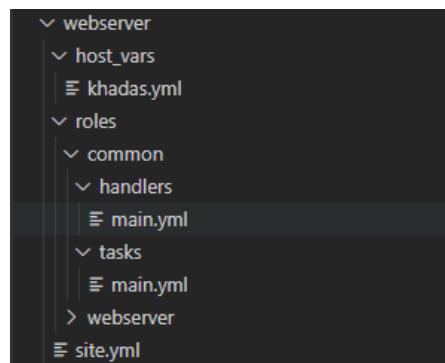 webserver
host_vars
khadas.yml
roles
common
handlers
main.yml
tasks
main.yml
webserver
site.yml